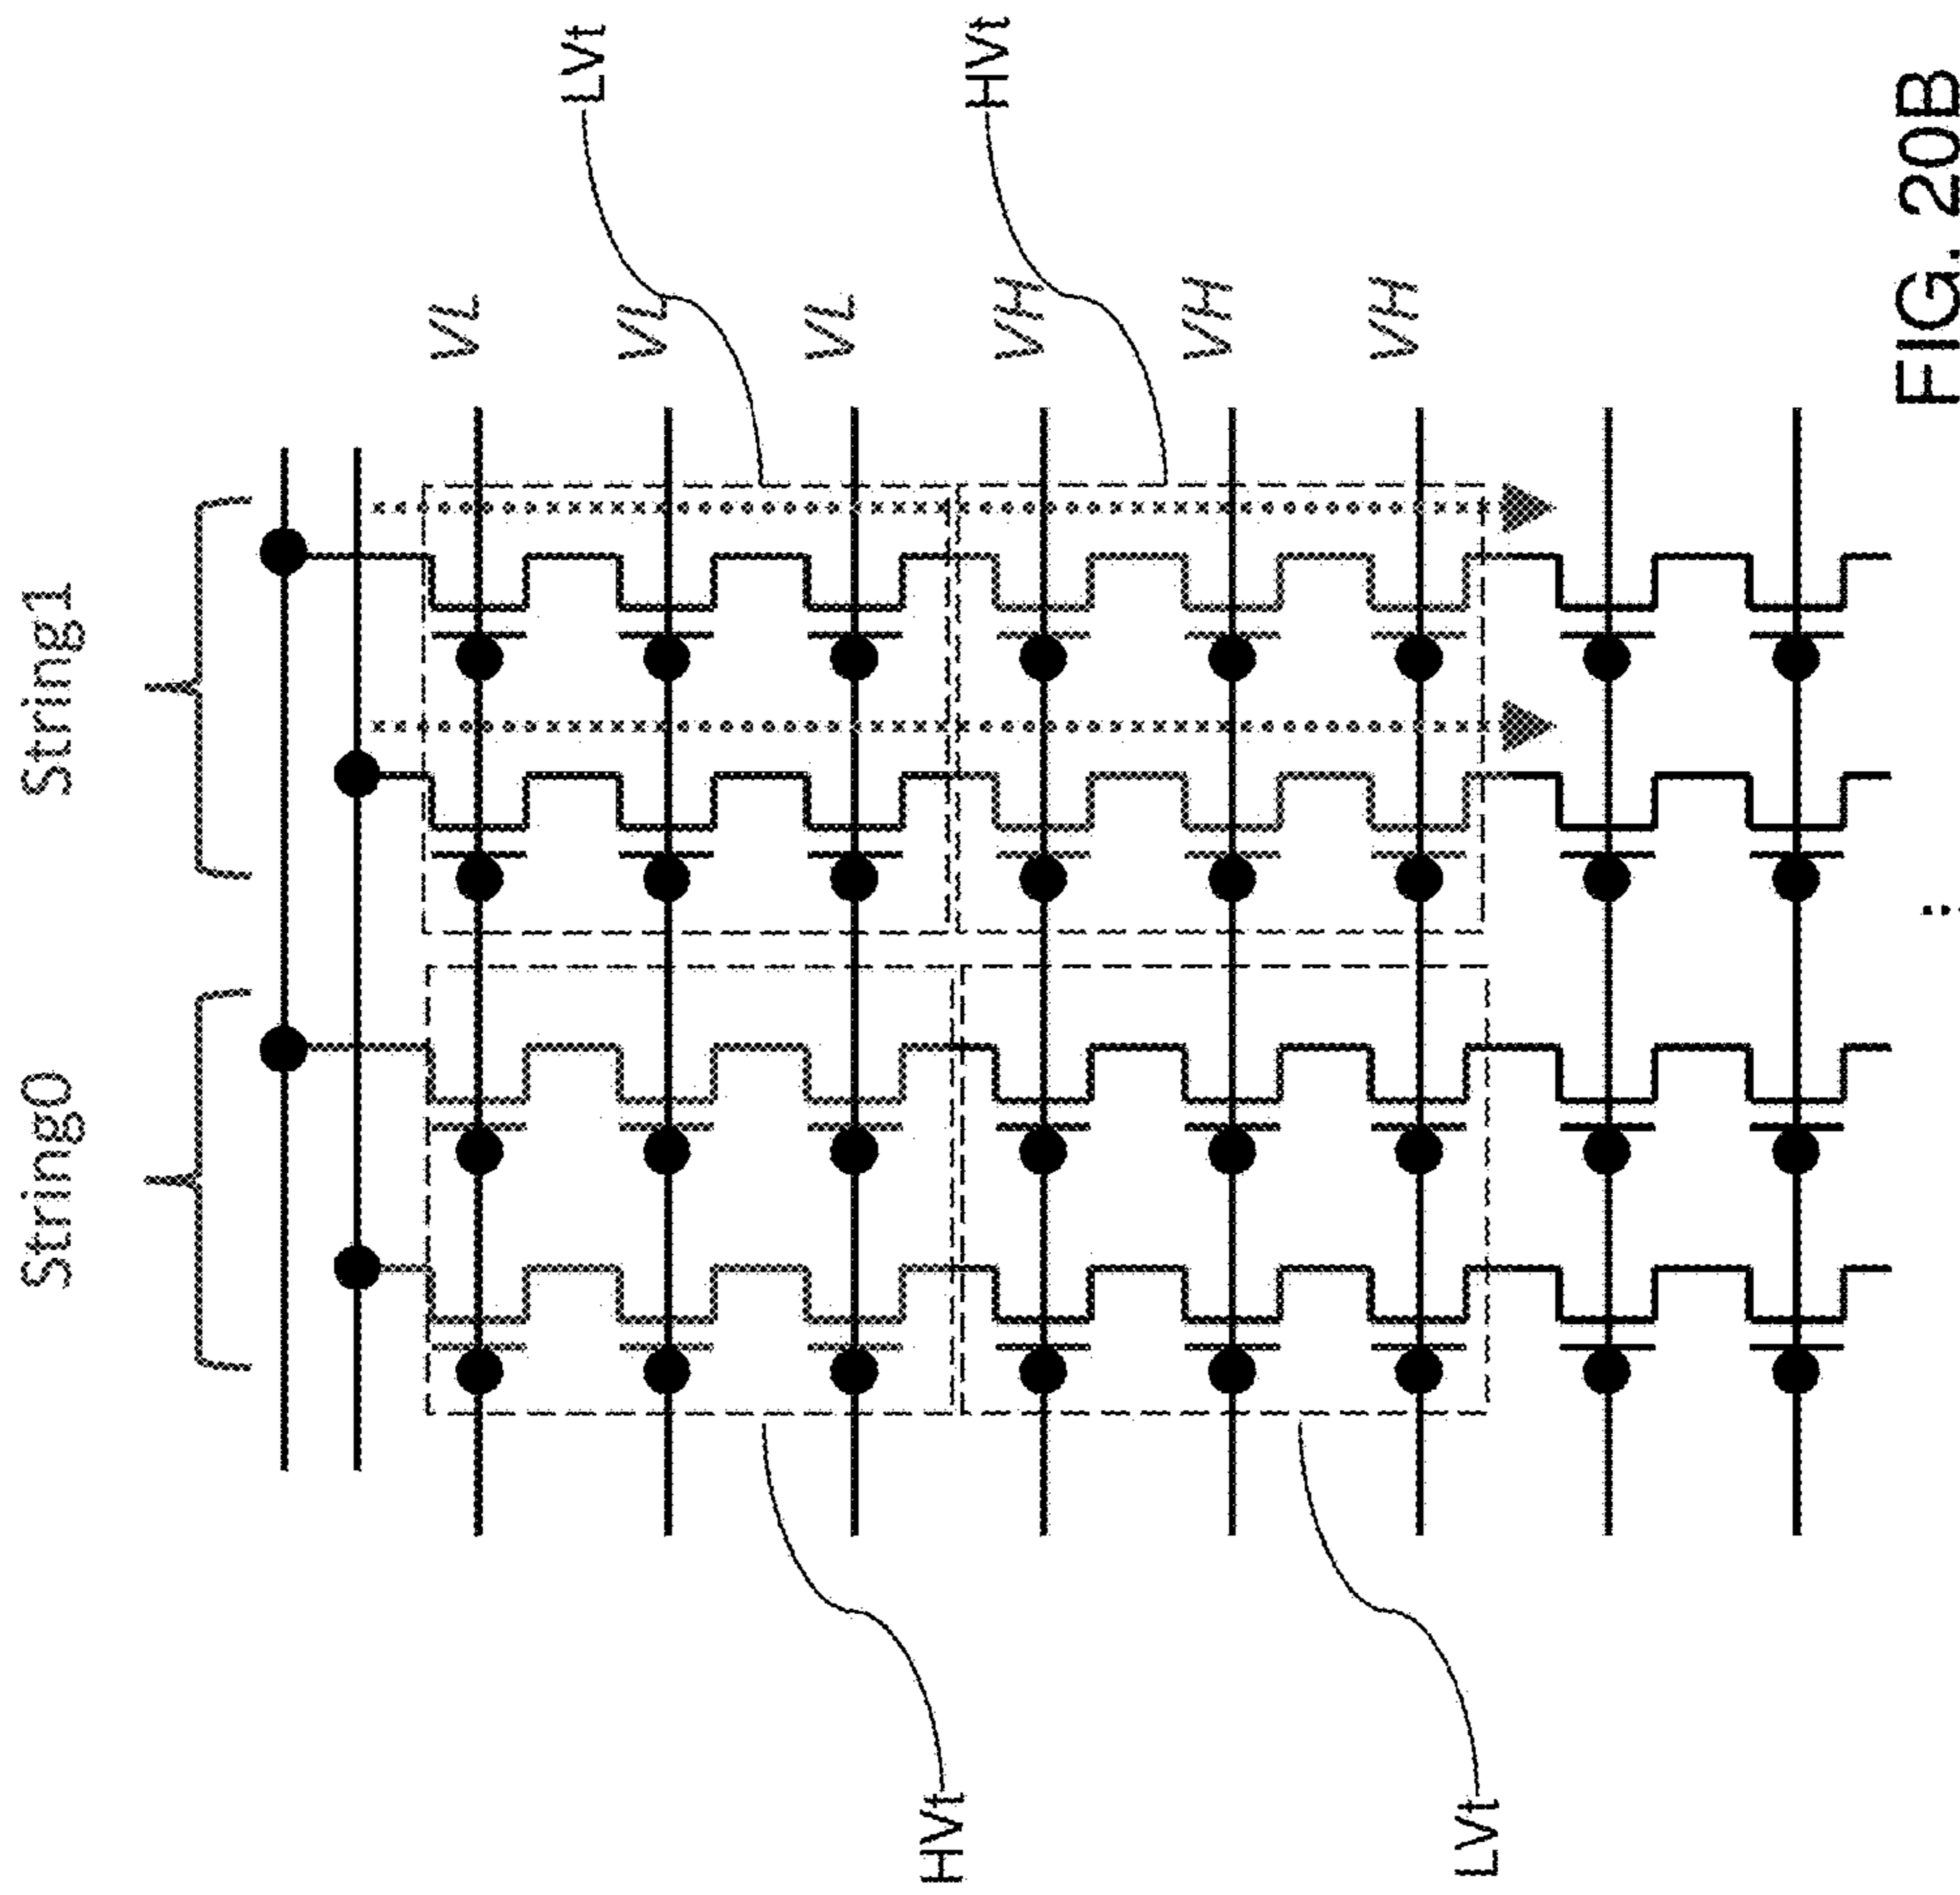 String0
String1
HVt
LVt
VL
VL
VL
VH
VH
VH
LVt
HVt
FIG. 20B